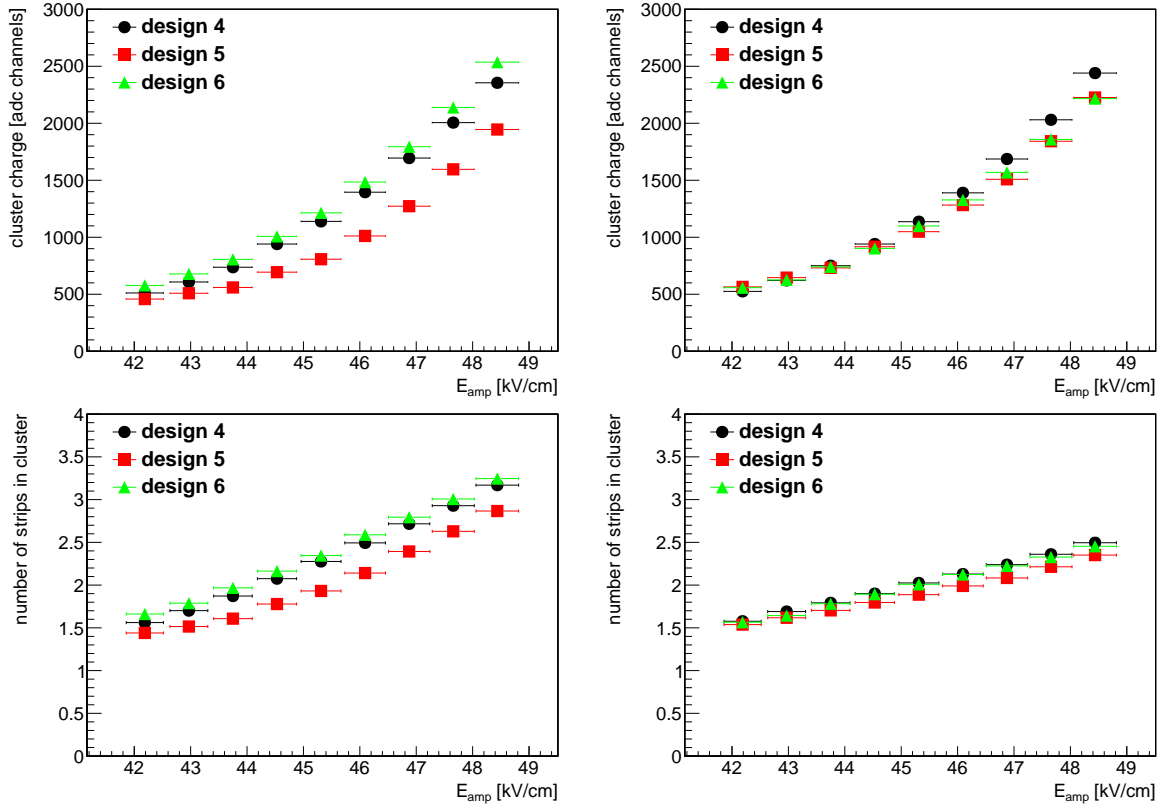 cluster charge [adc channels]
3000
2500
2000
1500
1000
500
0
design 4
design 5
design 6
42 43 44 45 46 47 48 49
E_amp [kV/cm]
cluster charge [adc channels]
3000
2500
2000
1500
1000
500
0
design 4
design 5
design 6
42 43 44 45 46 47 48 49
E_amp [kV/cm]
number of strips in cluster
4
3.5
3
2.5
2
1.5
1
0.5
0
design 4
design 5
design 6
42 43 44 45 46 47 48 49
E_amp [kV/cm]
number of strips in cluster
4
3.5
3
2.5
2
1.5
1
0.5
0
design 4
design 5
design 6
42 43 44 45 46 47 48 49
E_amp [kV/cm]